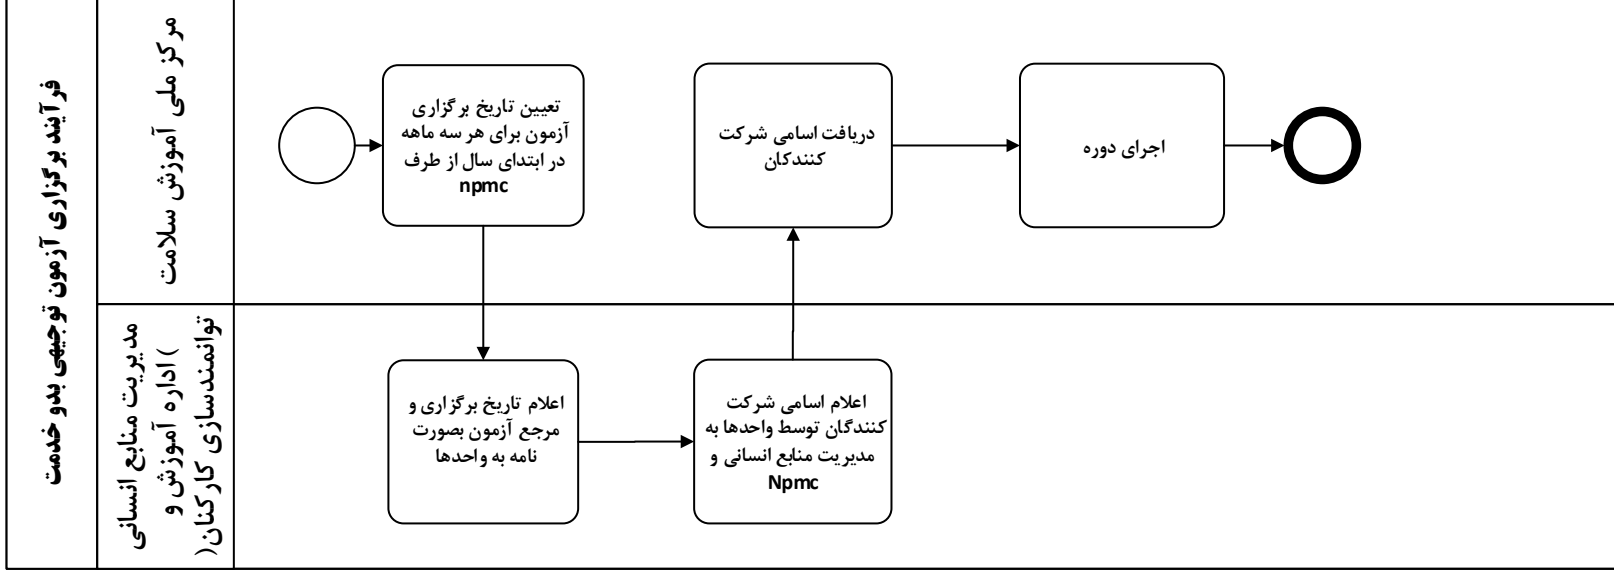 فرآیند برگزاری آزمون توجیهی بدو خدمت
مرکز ملی آموزش سلامت
تعیین تاریخ برگزاری
آزمون برای هر سه ماهه
در ابتدای سال از طرف
npmc
دریافت اسامی شرکت
کنندکان
اجرای دوره
مدیریت منابع انسانی
) اداره آموزش و
توانمندسازی کارکنان(
اعلام تاریخ برگزاری و
مرجع آزمون بصورت
نامه به واحدها
اعلام اسامی شرکت
کنندگان توسط واحدها به
مدیریت منابع انسانی و
Npmc